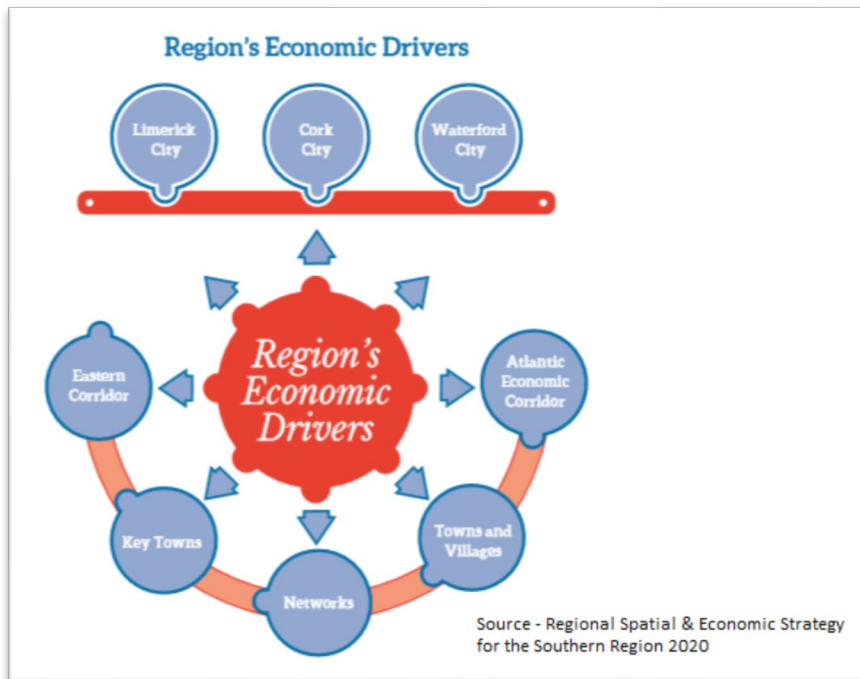 Region's Economic Drivers
Limerick
City
Cork
City
Waterford
City
Region's
Economic
Drivers
Eastern
Corridor
Atlantic
Economic
Corridor
Key Towns
Towns and
Villages
Networks
Source - Regional Spatial & Economic Strategy
for the Southern Region 2020